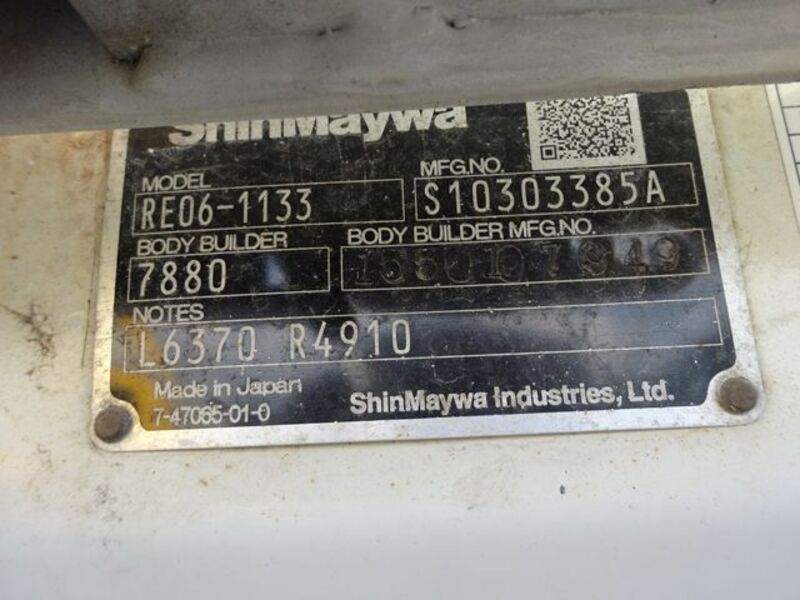 ShinMaywa
MODEL MFG.NO.
RE06-1133 S10303385A
BODY BUILDER BODY BUILDER MFG.NO.
7880
NOTES
L6370 R4910
Made in Japan
7-47065-01-0 ShinMaywa Industries, Ltd.